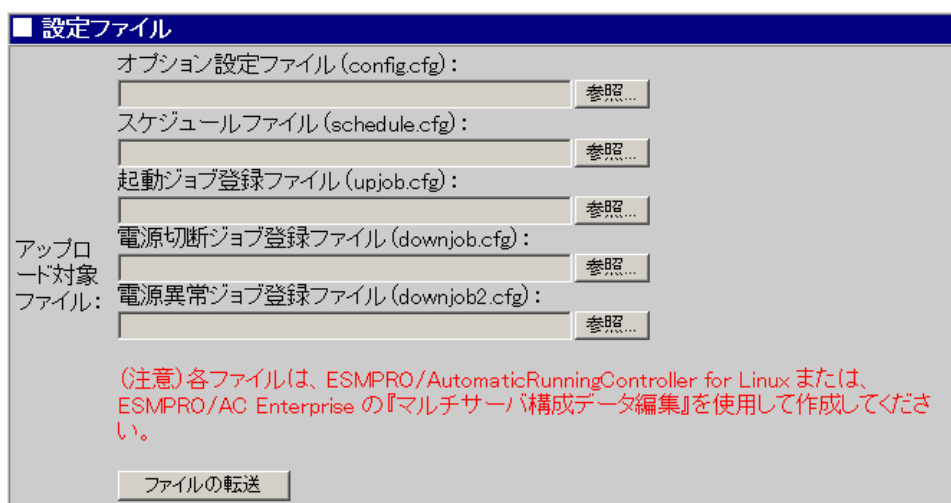 ■ 設定ファイル
オプション設定ファイル(config.cfg):
参照...
スケジュールファイル(schedule.cfg):
参照...
起動ジョブ登録ファイル(upjob.cfg):
参照...
電源切断ジョブ登録ファイル(downjob.cfg):
参照...
電源異常ジョブ登録ファイル(downjob2.cfg):
参照...
アップロ
ード対象
ファイル:
(注意)各ファイルは、ESMPRO/AutomaticRunningController for Linux または、
ESMPRO/AC Enterprise の『マルチサーバ構成データ編集』を使用して作成してくださ
い。
ファイルの転送